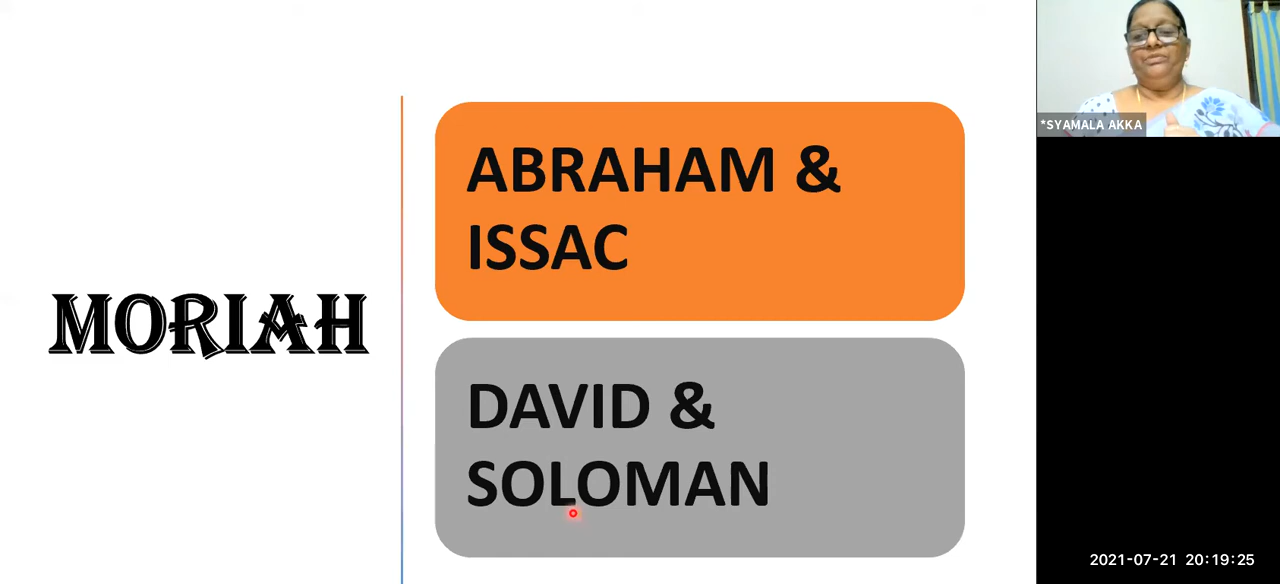 MORIAH
ABRAHAM &
ISSAC
DAVID &
SOLOMAN
*SYAMALA AKKA
2021-07-21 20:19:25